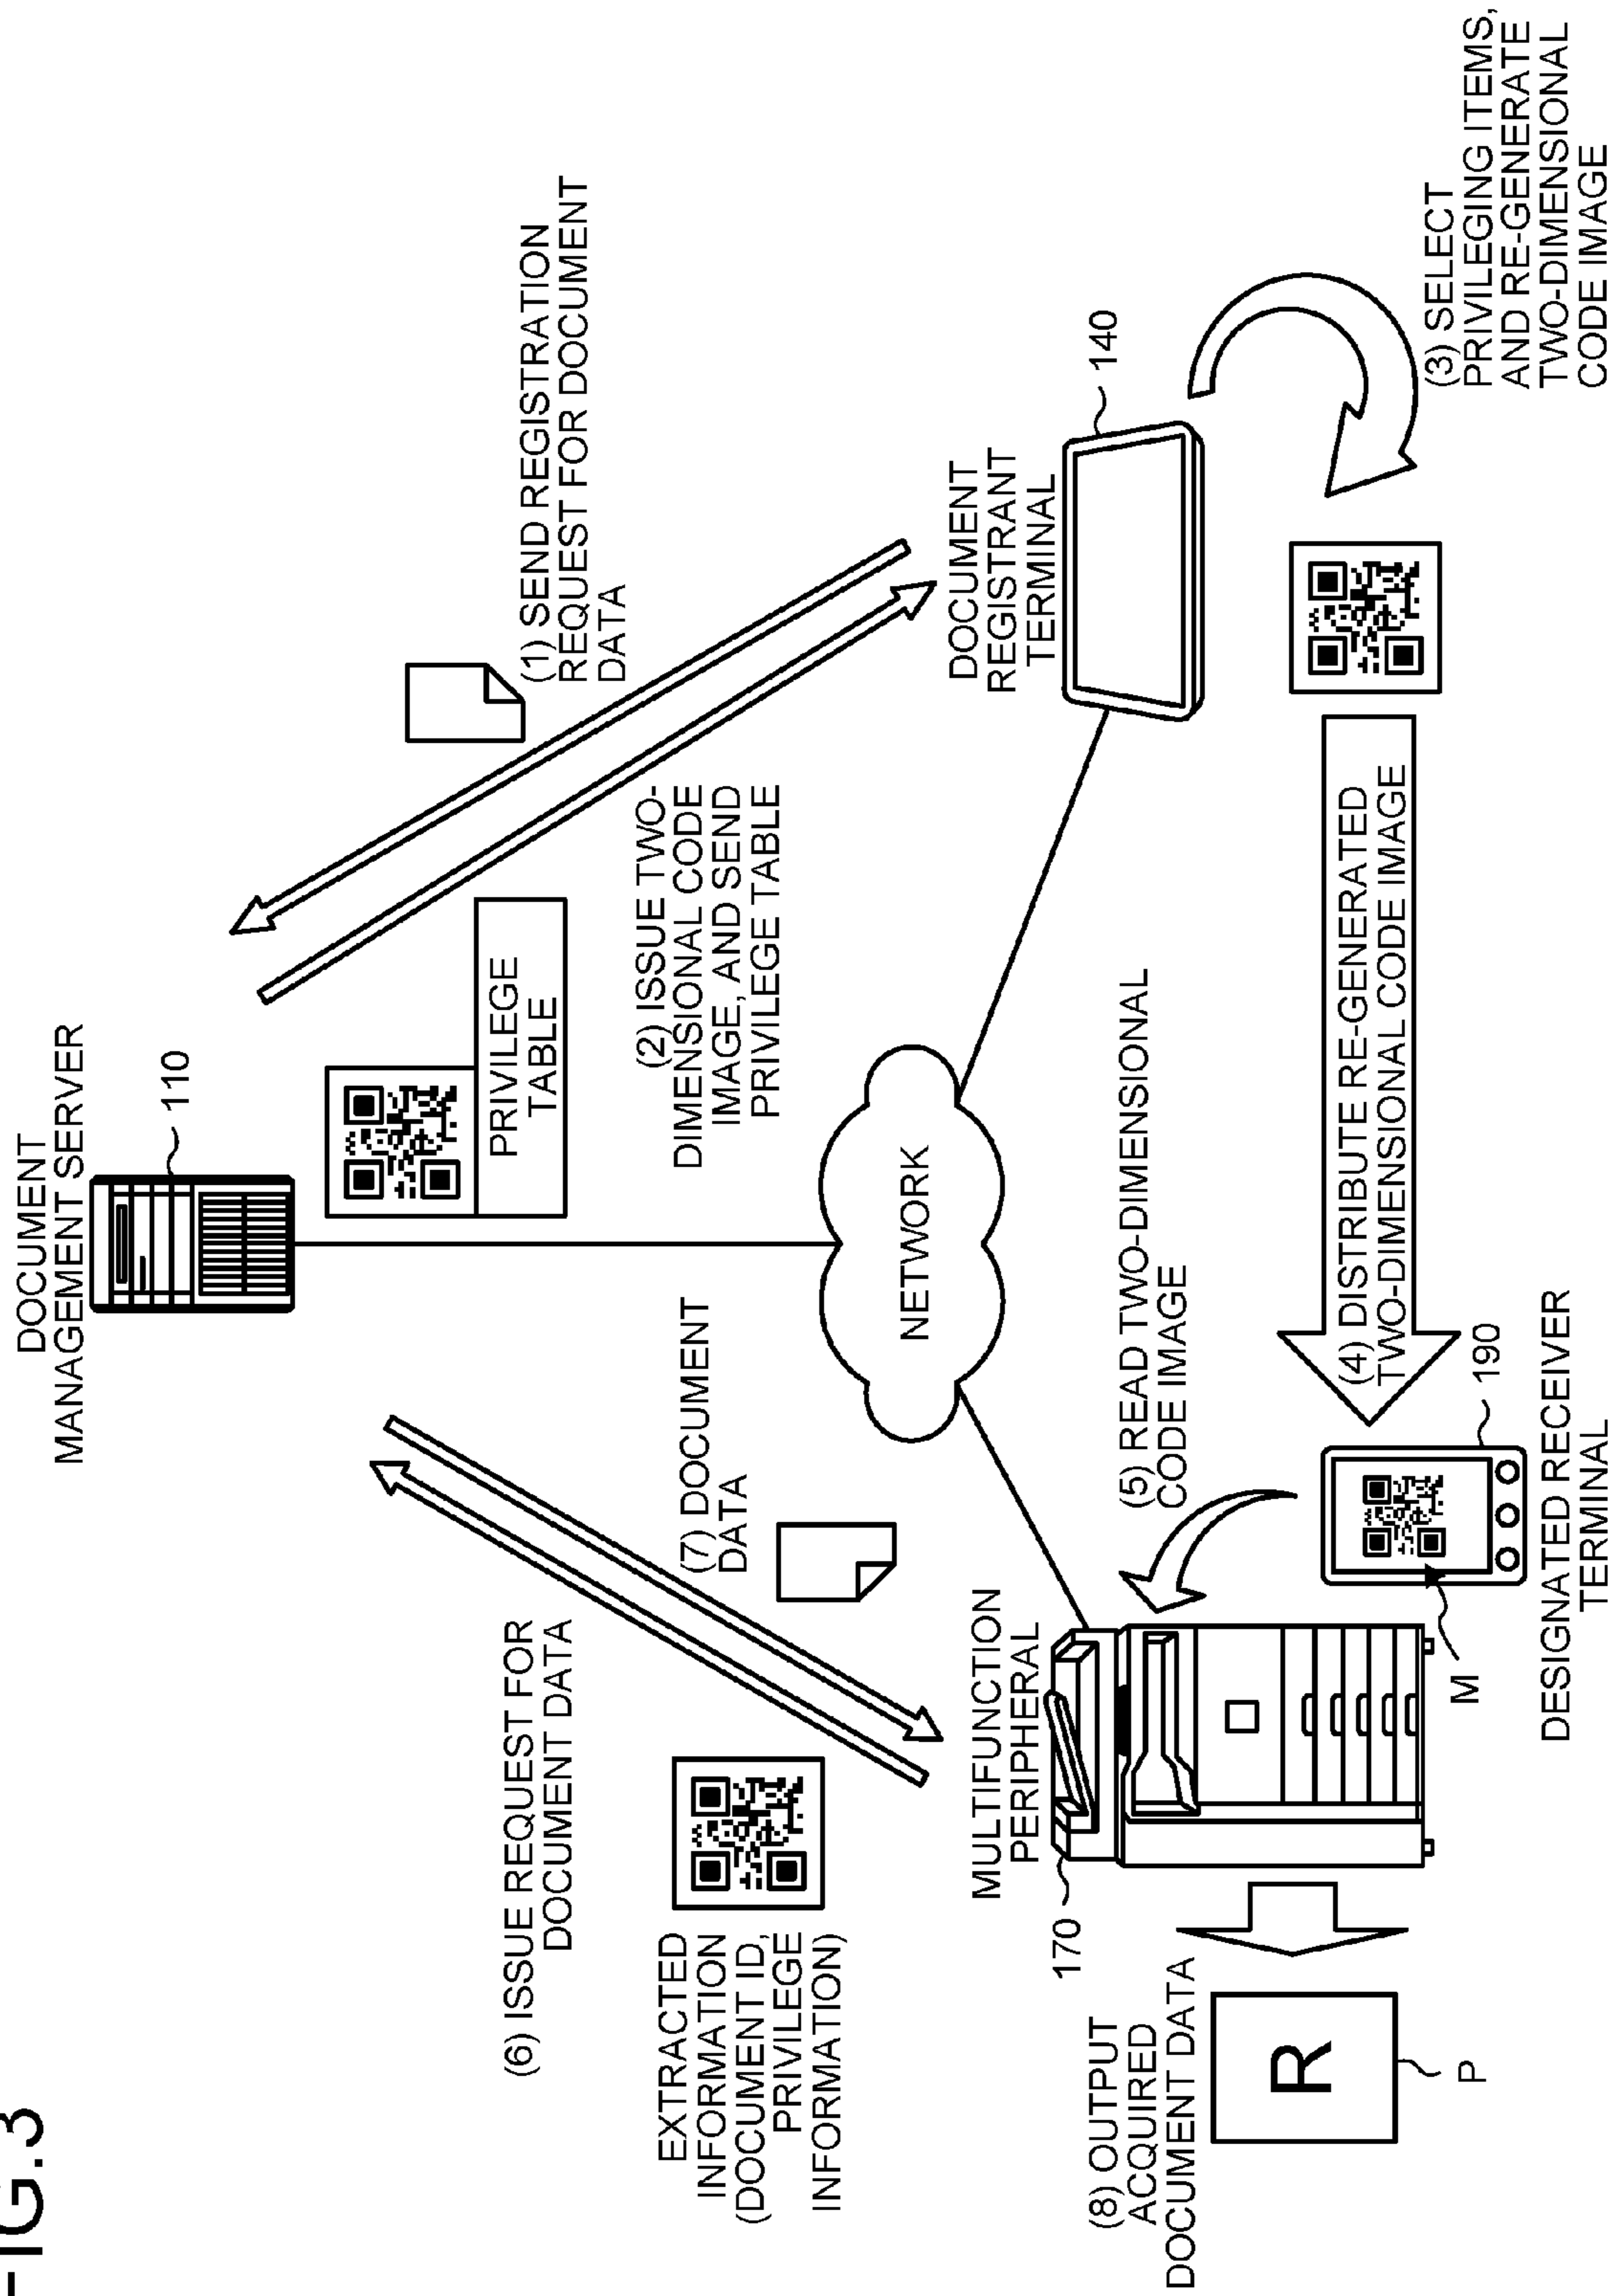 FIG.3
DOCUMENT
MANAGEMENT SERVER
110
PRIVILEGE
TABLE
(1) SEND REGISTRATION
REQUEST FOR DOCUMENT
DATA
(2) ISSUE TWO-
DIMENSIONAL CODE
IMAGE, AND SEND
PRIVILEGE TABLE
(6) ISSUE REQUEST FOR
DOCUMENT DATA
(7) DOCUMENT
DATA
EXTRACTED
INFORMATION
(DOCUMENT ID,
PRIVILEGE
INFORMATION)
NETWORK
DOCUMENT
REGISTRANT
TERMINAL
140
(3) SELECT
PRIVILEGING ITEMS,
AND RE-GENERATE
TWO-DIMENSIONAL
CODE IMAGE
(4) DISTRIBUTE RE-GENERATED
TWO-DIMENSIONAL CODE IMAGE
(5) READ TWO-DIMENSIONAL
CODE IMAGE
MULTIFUNCTION
PERIPHERAL
170
190
M
DESIGNATED RECEIVER
TERMINAL
(8) OUTPUT
ACQUIRED
DOCUMENT DATA
R
P